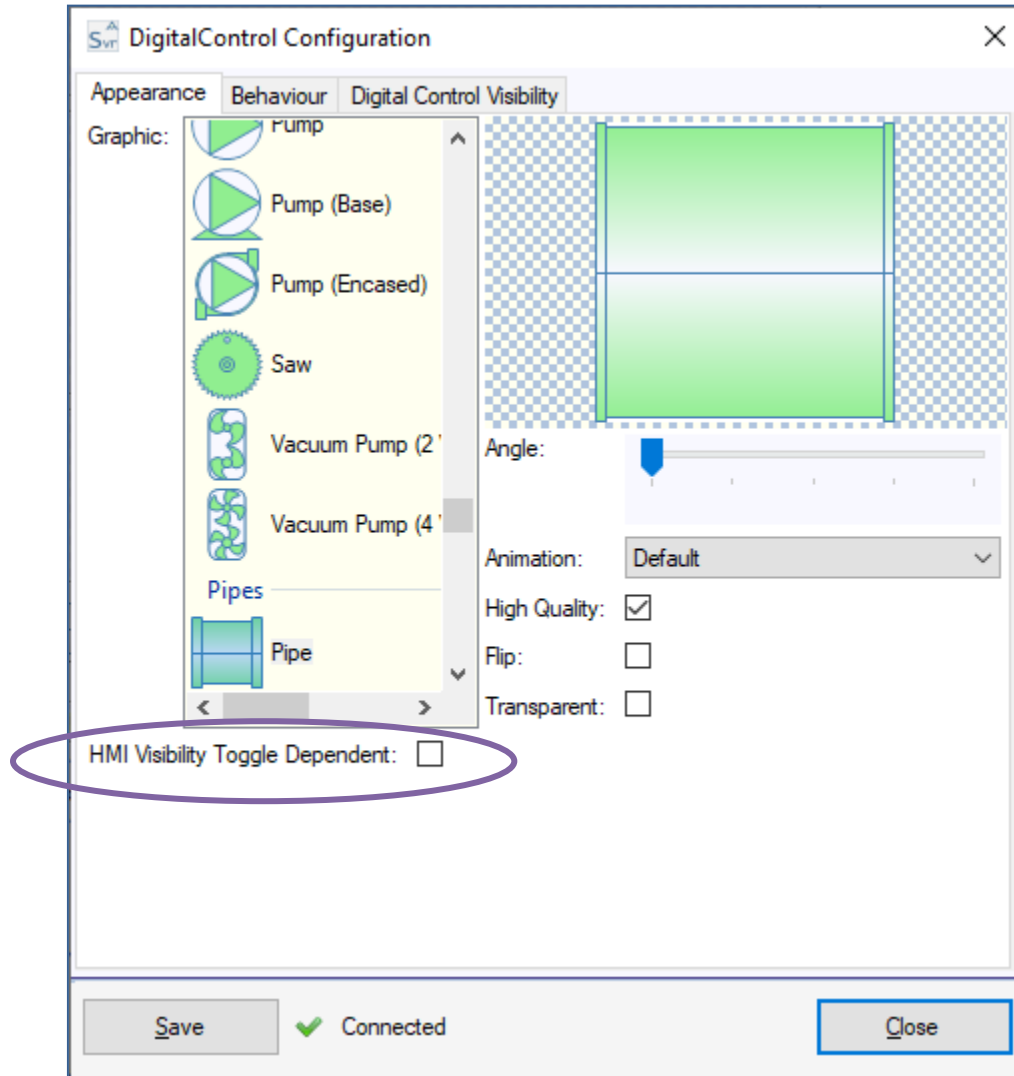 DigitalControl Configuration
Appearance Behaviour Digital Control Visibility
Graphic:
Pump
Pump (Base)
Pump (Encased)
Saw
Vacuum Pump (2
Vacuum Pump (4
Pipes
Pipe
Angle:
Animation: Default
High Quality:
Flip:
Transparent:
HMI Visibility Toggle Dependent:
Save Connected Close